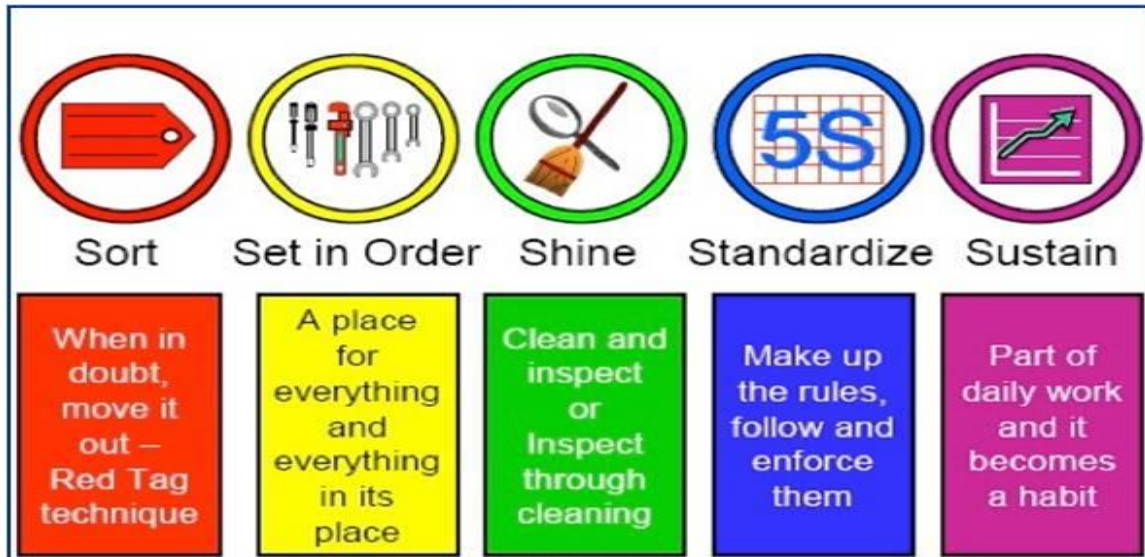 5S
Sort
Set in Order
Shine
Standardize
Sustain
When in
doubt,
move it
out –
Red Tag
technique
A place
for
everything
and
everything
in its
place
Clean and
inspect
or
Inspect
through
cleaning
Make up
the rules,
follow and
enforce
them
Part of
daily work
and it
becomes
a habit